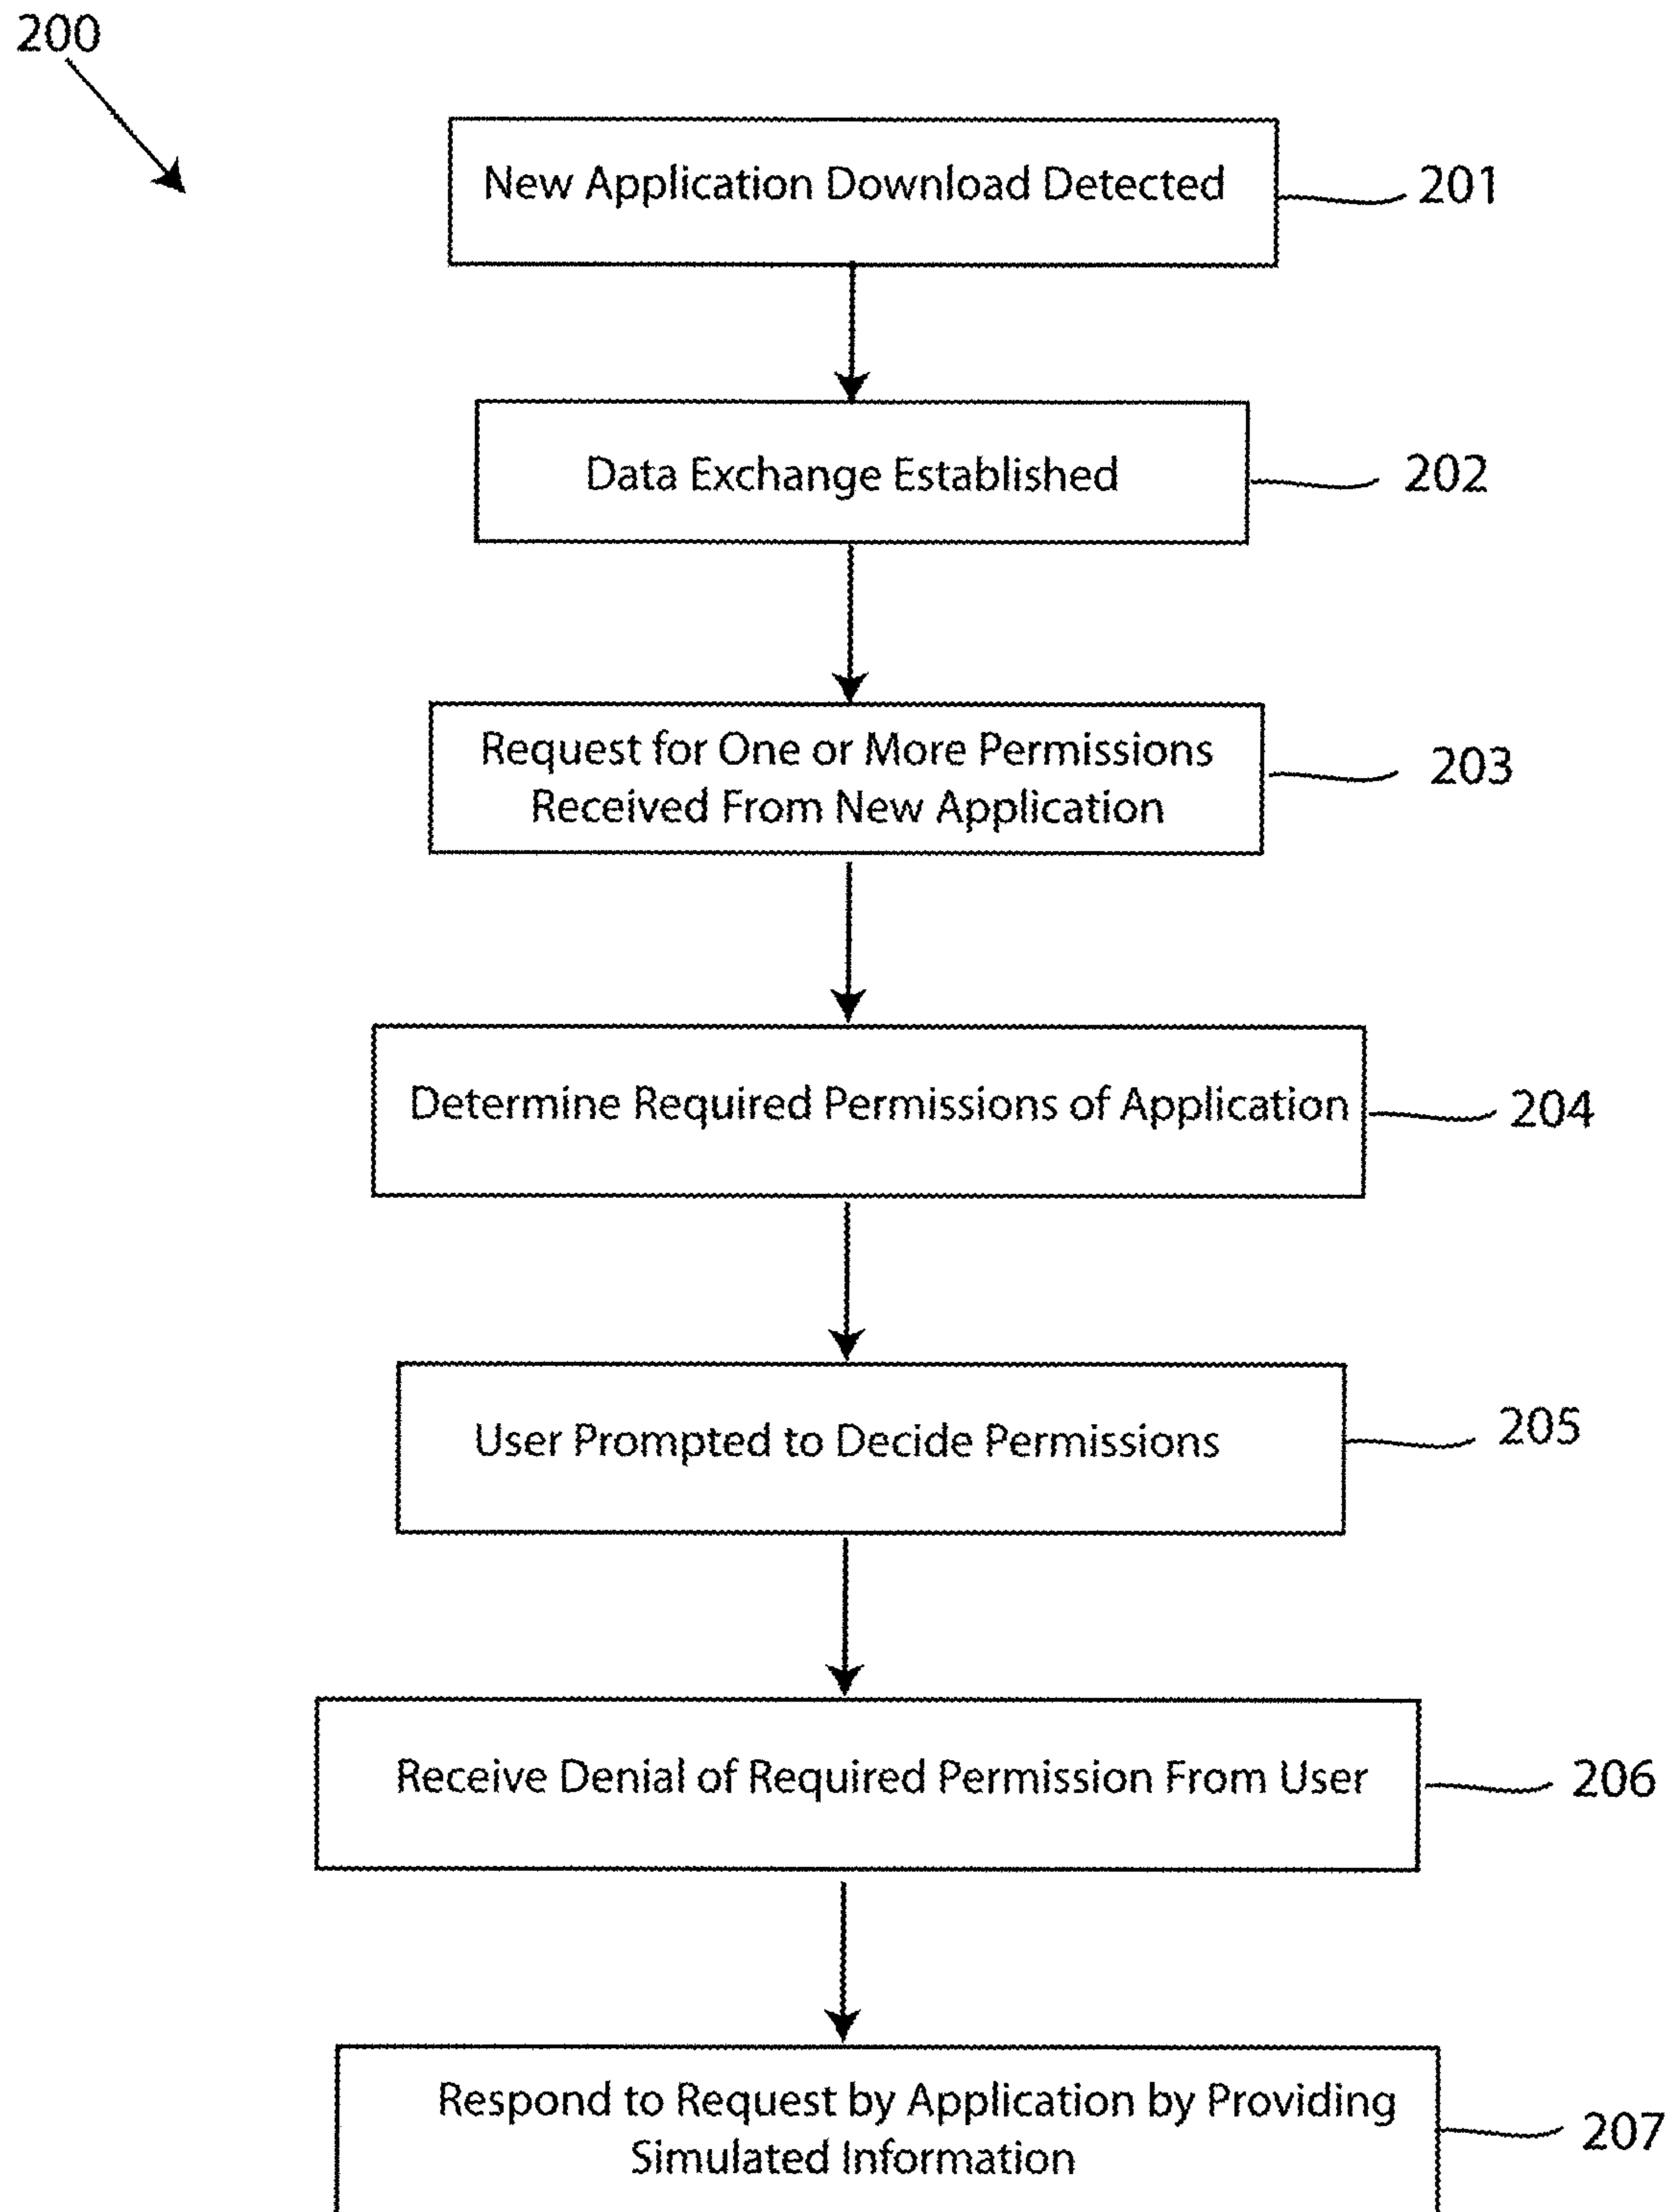 200
New Application Download Detected
201
Data Exchange Established
202
Request for One or More Permissions
Received From New Application
203
Determine Required Permissions of Application
204
User Prompted to Decide Permissions
205
Receive Denial of Required Permission From User
206
Respond to Request by Application by Providing
Simulated Information
207